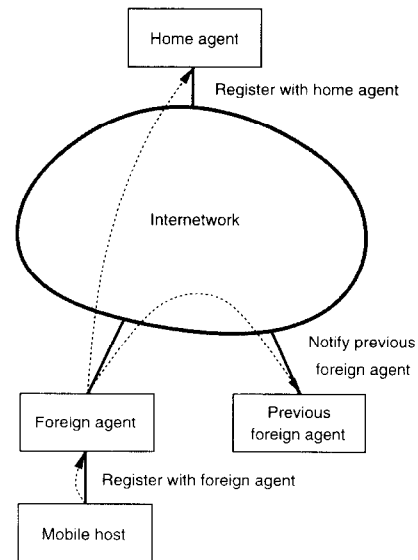 Home agent
Register with home agent
Internetwork
Notify previous
foreign agent
Foreign agent
Previous
foreign agent
Register with foreign agent
Mobile host